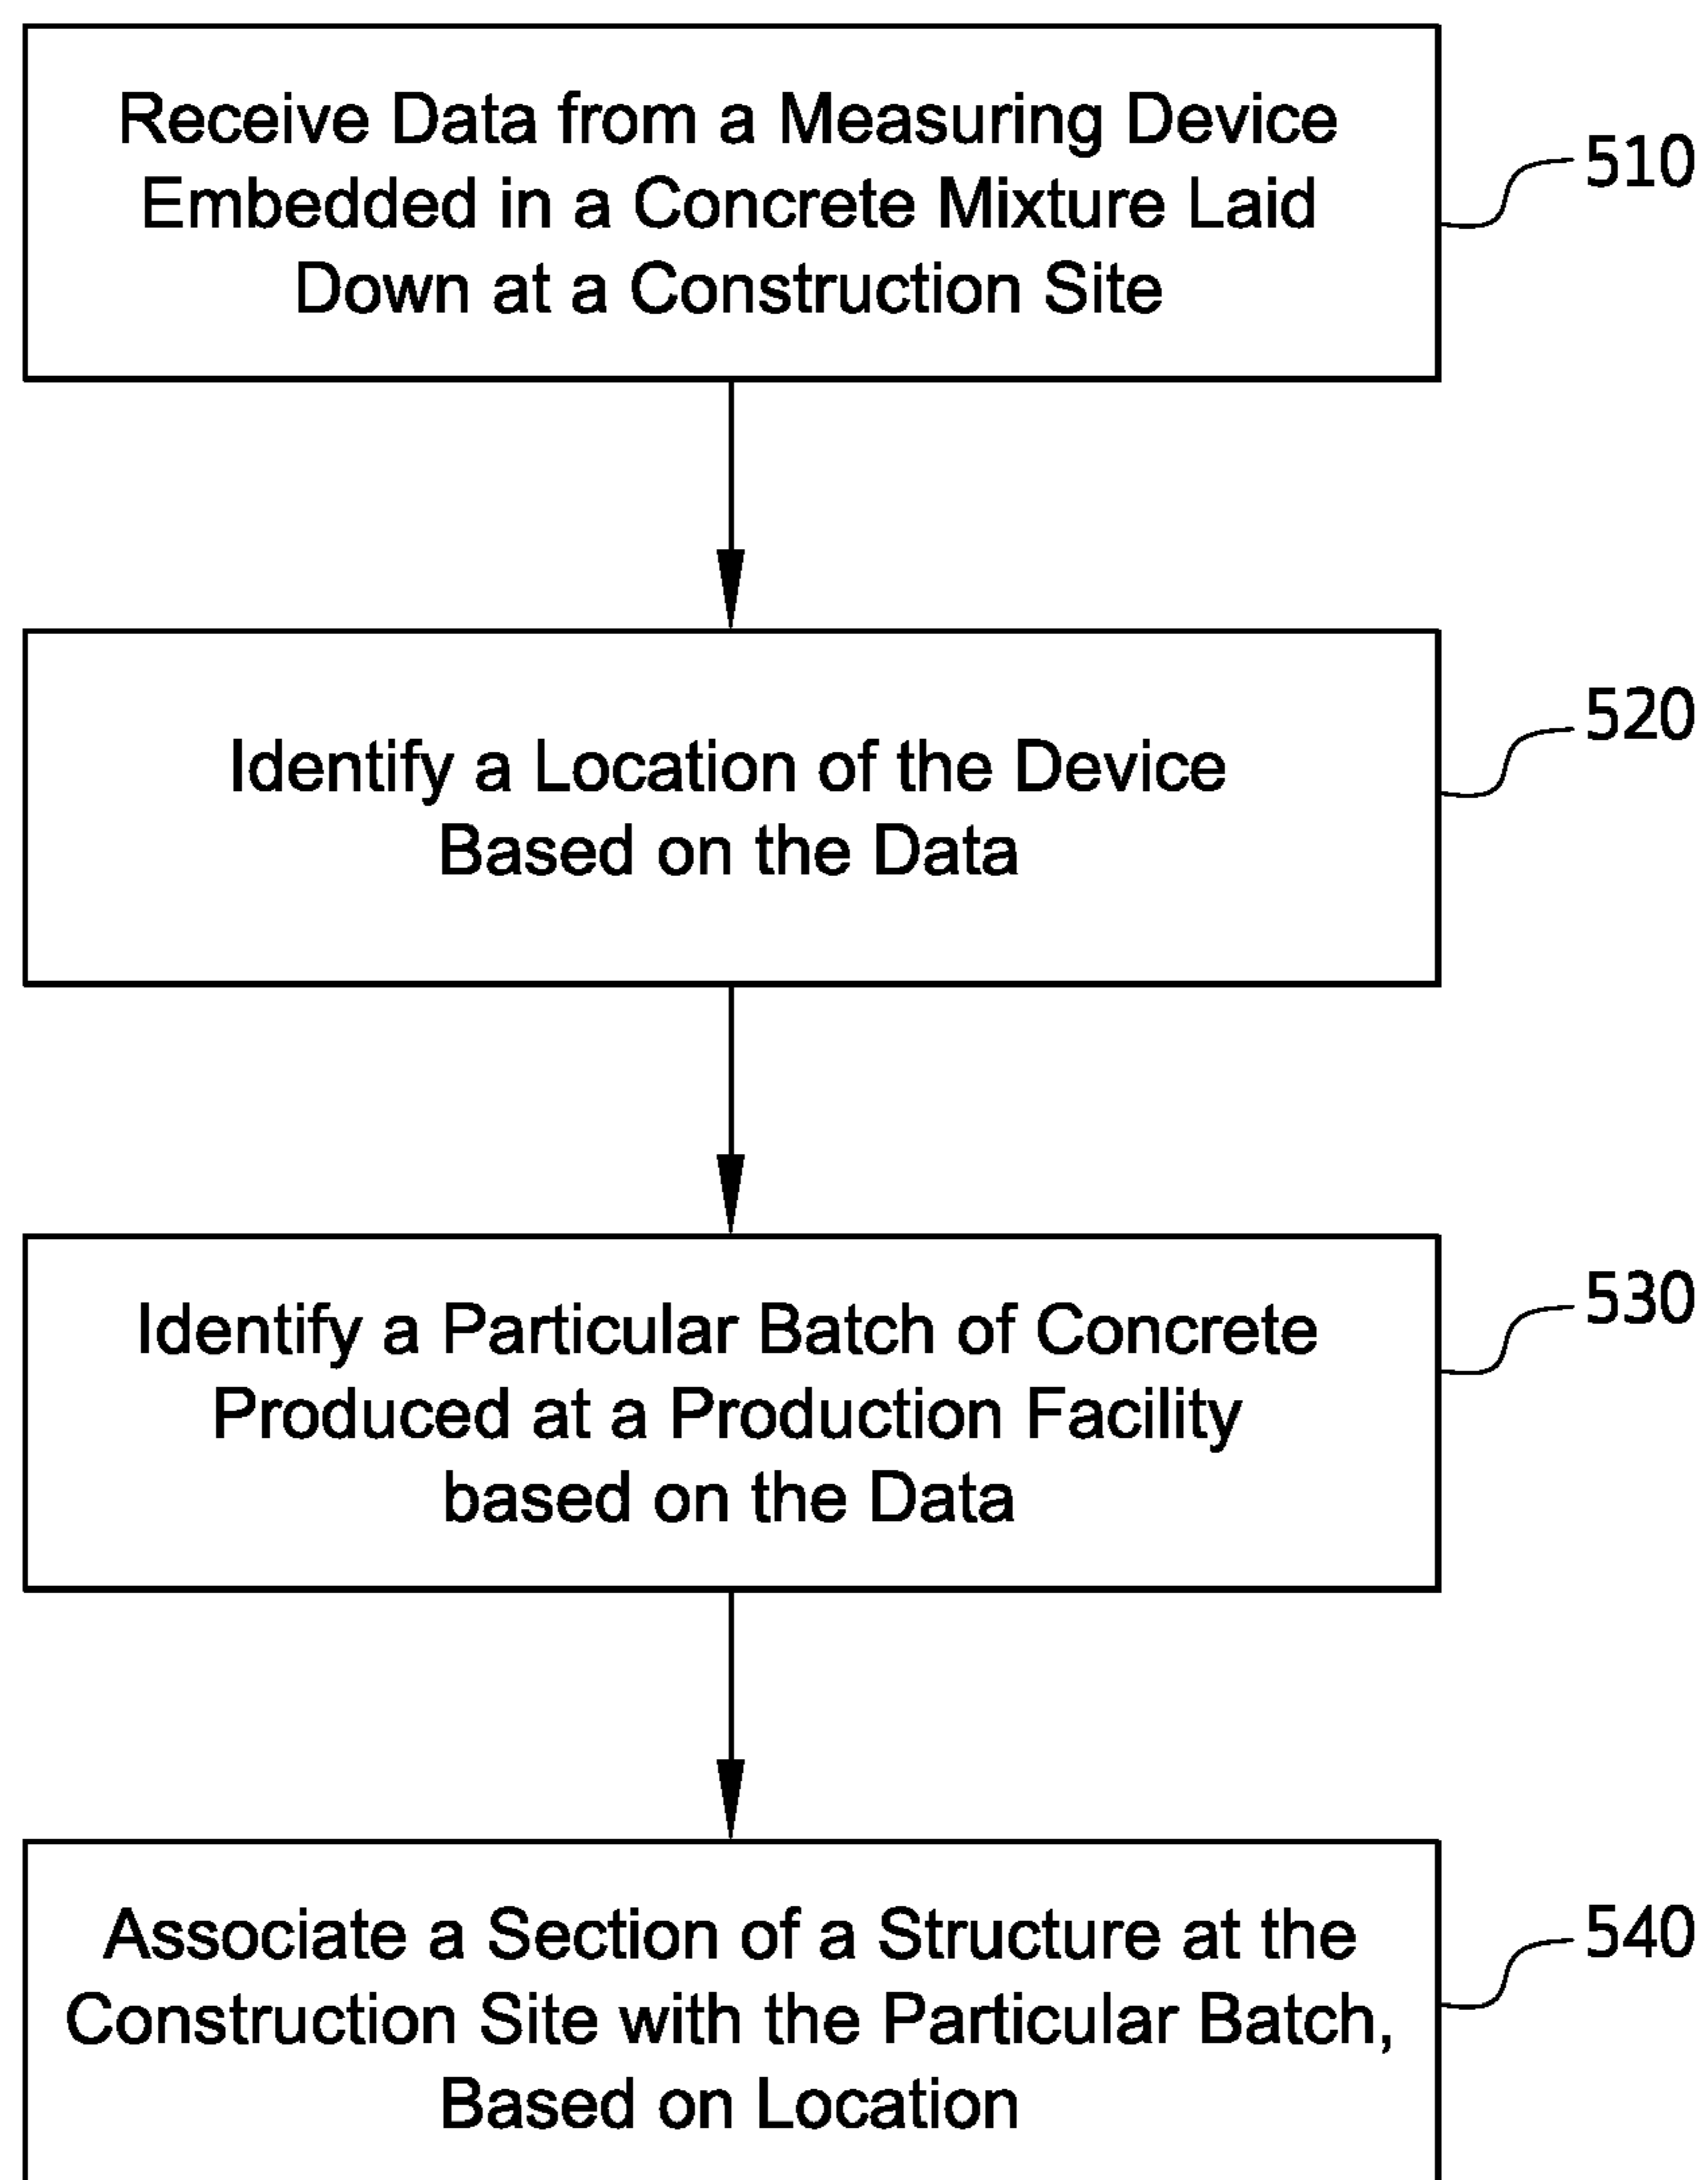 Receive Data from a Measuring Device
Embedded in a Concrete Mixture Laid
Down at a Construction Site
510
Identify a Location of the Device
Based on the Data
520
Identify a Particular Batch of Concrete
Produced at a Production Facility
based on the Data
530
Associate a Section of a Structure at the
Construction Site with the Particular Batch,
Based on Location
540